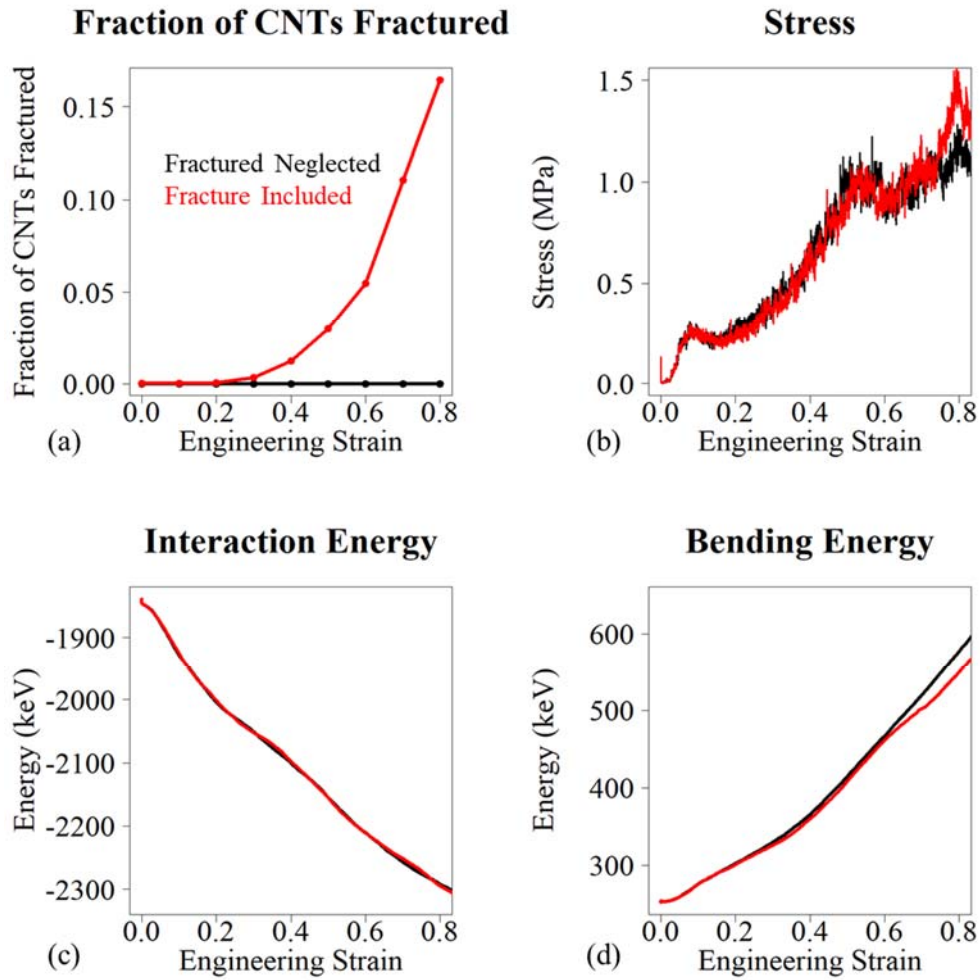 Fraction of CNTs Fractured
Fraction of CNTs Fractured
0.15
0.10
0.05
0.00
Fractured Neglected
Fracture Included
0.0 0.2 0.4 0.6 0.8
(a) Engineering Strain
Stress
Stress (MPa)
1.5
1.0
0.5
0.0
0.0 0.2 0.4 0.6 0.8
(b) Engineering Strain
Interaction Energy
Energy (keV)
-1900
-2000
-2100
-2200
-2300
0.0 0.2 0.4 0.6 0.8
(c) Engineering Strain
Bending Energy
Energy (keV)
600
500
400
300
0.0 0.2 0.4 0.6 0.8
(d) Engineering Strain